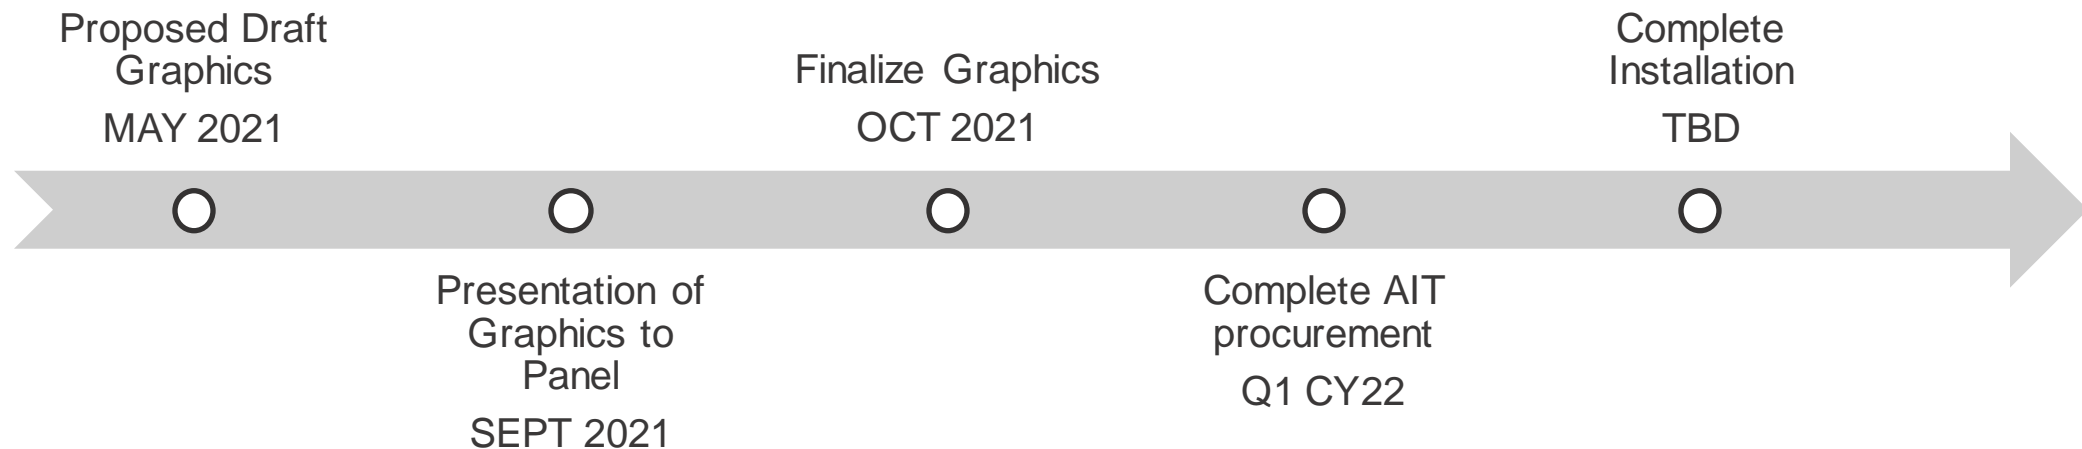 Proposed Draft
Graphics
MAY 2021
Presentation of
Graphics to
Panel
SEPT 2021
Finalize Graphics
OCT 2021
Complete AIT
procurement
Q1 CY22
Complete
Installation
TBD